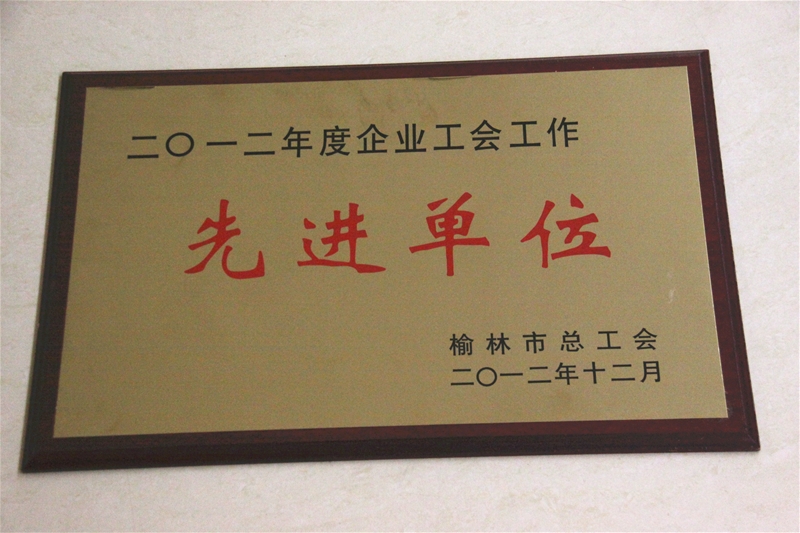 二〇一二年度企业工会工作
先进单位
榆林市总工会
二〇一二年十二月